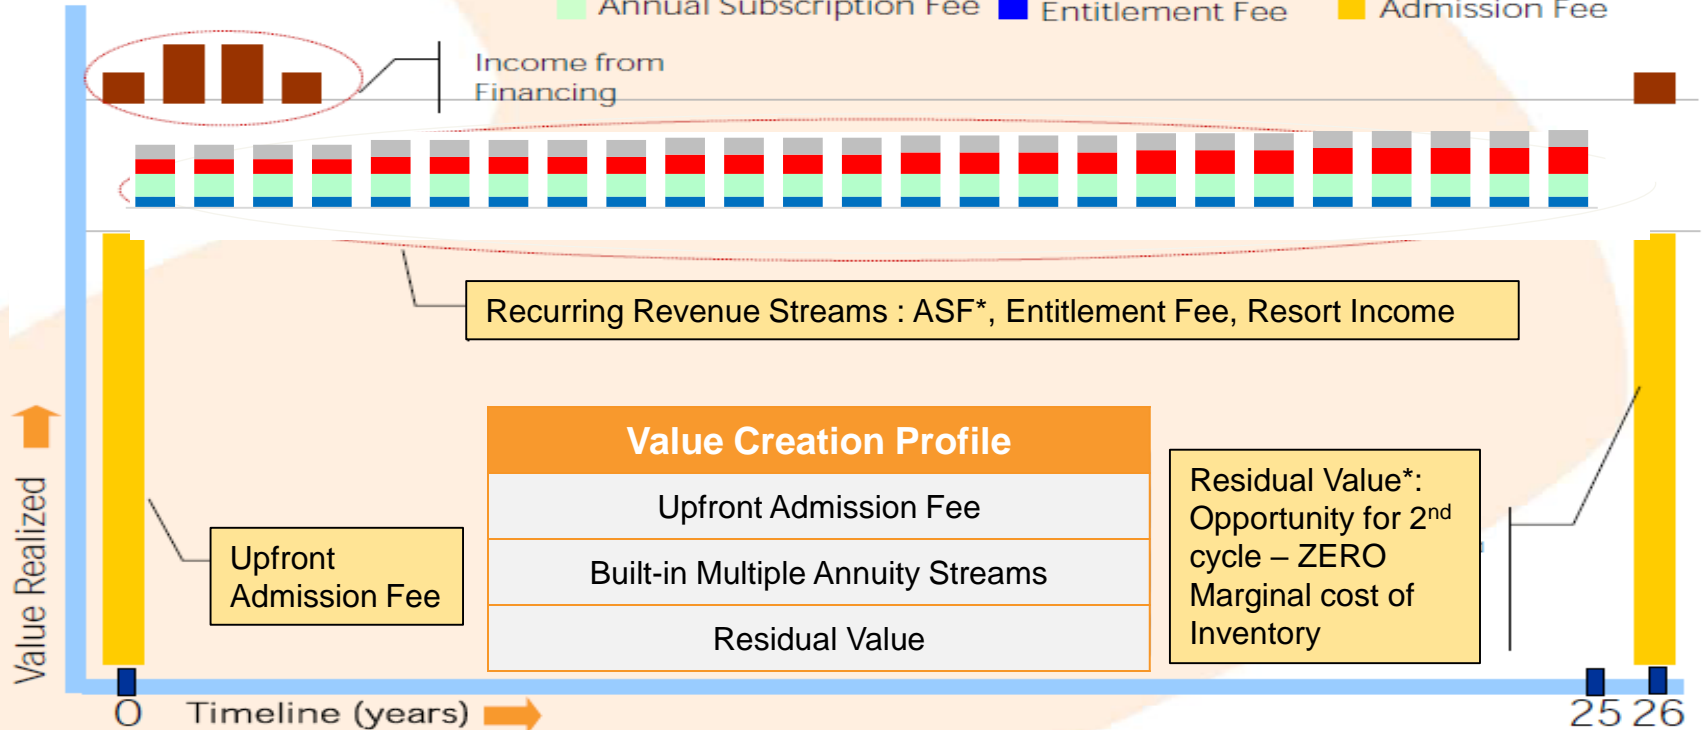 Annual Subscription Fee Entitlement Fee Admission Fee
Income from
Financing
Recurring Revenue Streams : ASF*, Entitlement Fee, Resort Income
Value Realized
Value Creation Profile
Upfront Admission Fee
Built-in Multiple Annuity Streams
Residual Value
Upfront
Admission Fee
Residual Value*:
Opportunity for 2nd
cycle – ZERO
Marginal cost of
Inventory
0 Timeline (years) 25 26